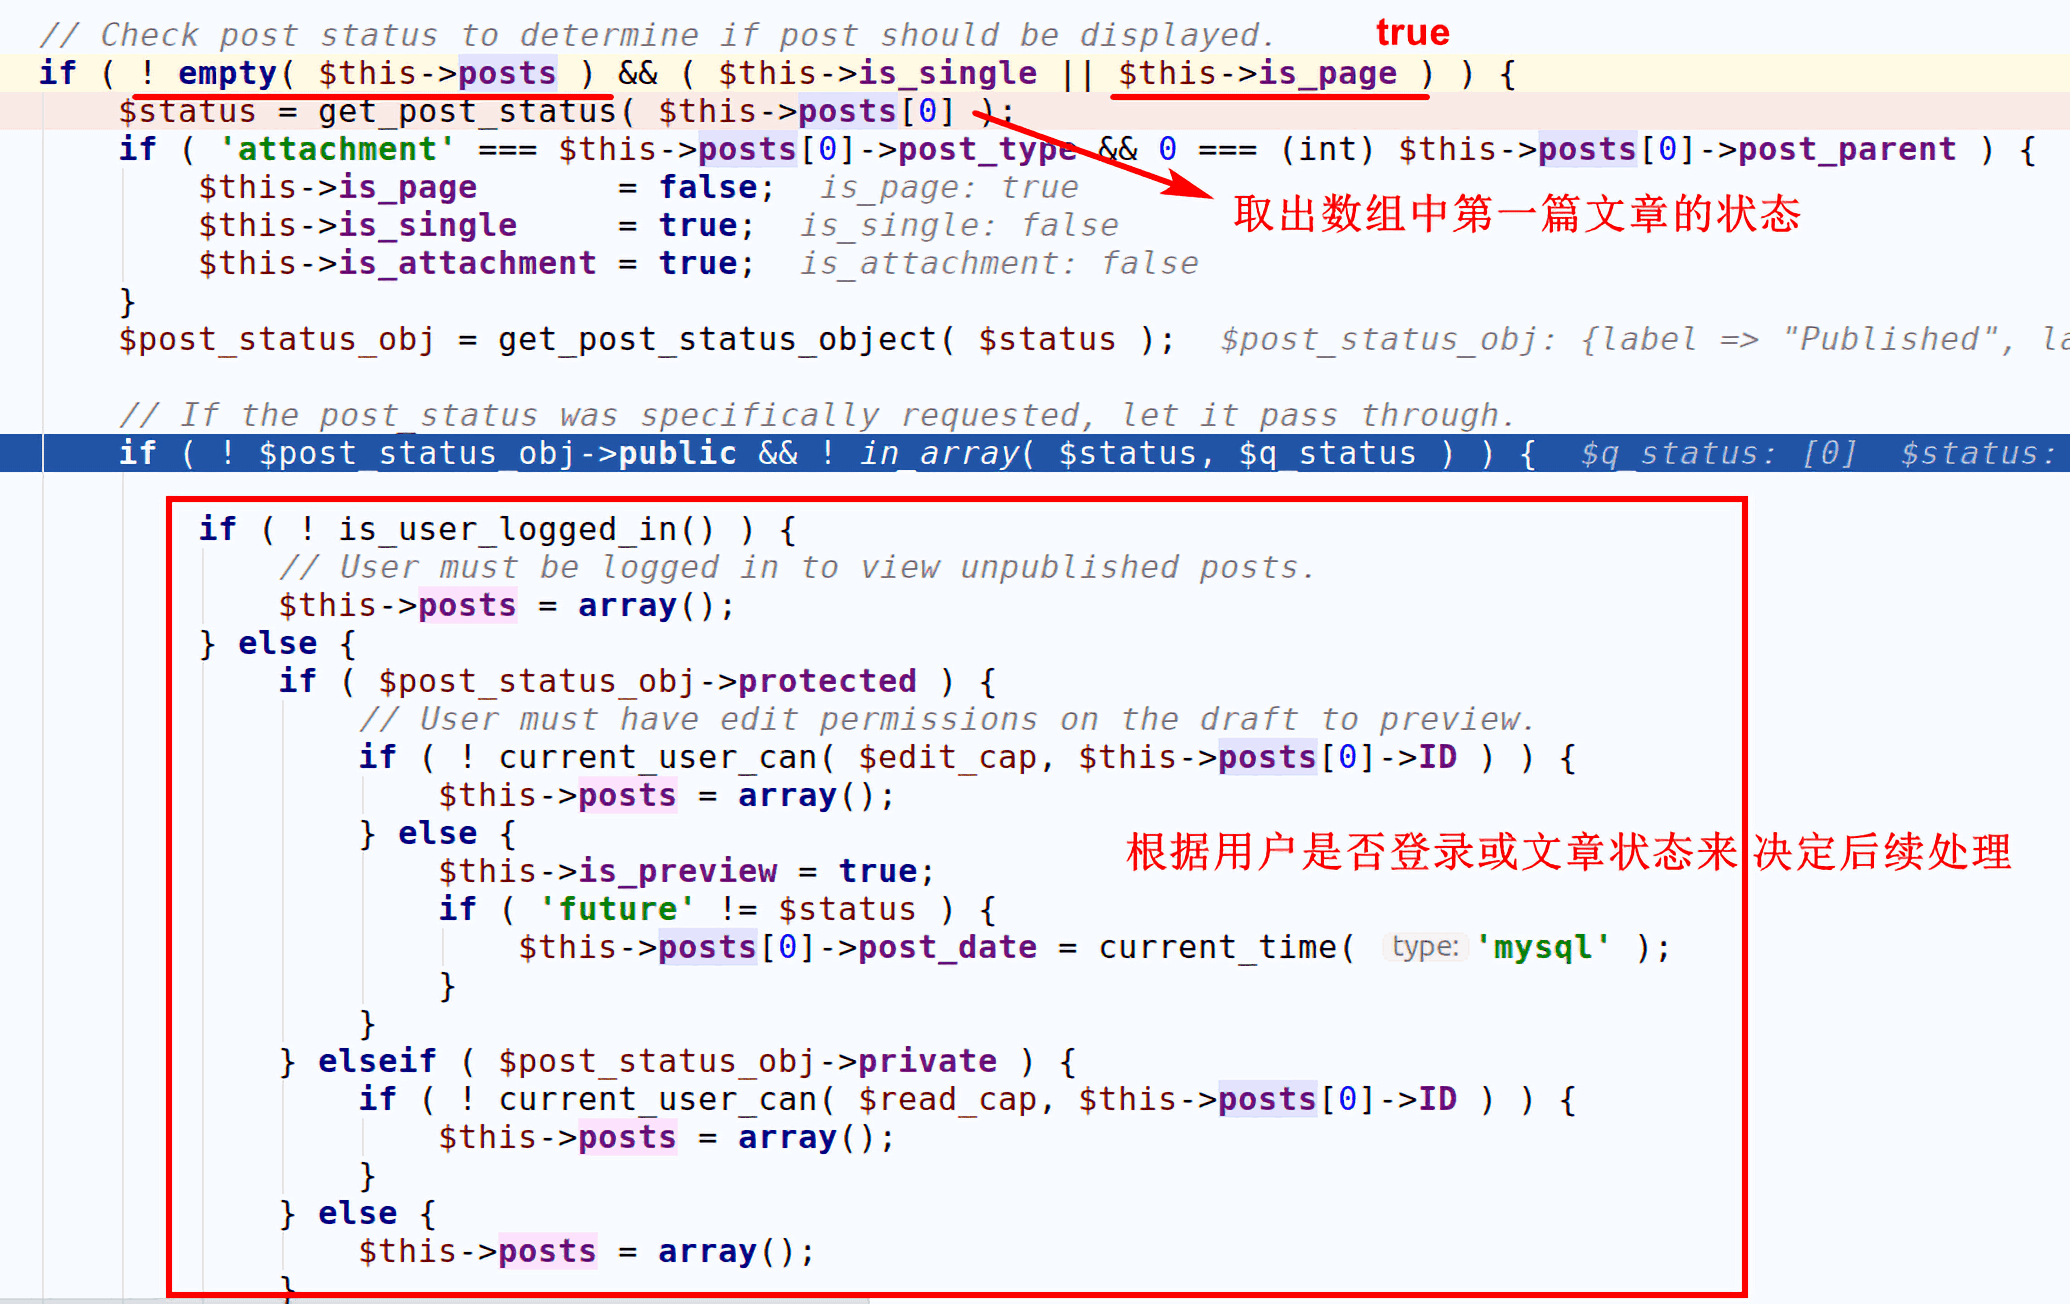 // Check post status to determine if post should be displayed.
true
if ( ! empty( $this->posts ) && ( $this->is_single || $this->is_page ) ) {
$status = get_post_status( $this->posts[0] );
if ( 'attachment' === $this->posts[0]->post_type && 0 === (int) $this->posts[0]->post_parent ) {
$this->is_page = false; is_page: true
取出数组中第一篇文章的状态
$this->is_single = true; is_single: false
$this->is_attachment = true; is_attachment: false
}
$post_status_obj = get_post_status_object( $status ); $post_status_obj: {label => "Published", la
// If the post_status was specifically requested, let it pass through.
if ( ! $post_status_obj->public && ! in_array( $status, $q_status ) ) { $q_status: [0] $status:
if ( ! is_user_logged_in() ) {
// User must be logged in to view unpublished posts.
$this->posts = array();
} else {
if ( $post_status_obj->protected ) {
// User must have edit permissions on the draft to preview.
if ( ! current_user_can( $edit_cap, $this->posts[0]->ID ) ) {
$this->posts = array();
} else {
根据用户是否登录或文章状态来 决定后续处理
$this->is_preview = true;
if ( 'future' != $status ) {
$this->posts[0]->post_date = current_time( type: 'mysql' );
}
}
} elseif ( $post_status_obj->private ) {
if ( ! current_user_can( $read_cap, $this->posts[0]->ID ) ) {
$this->posts = array();
}
} else {
$this->posts = array();
}